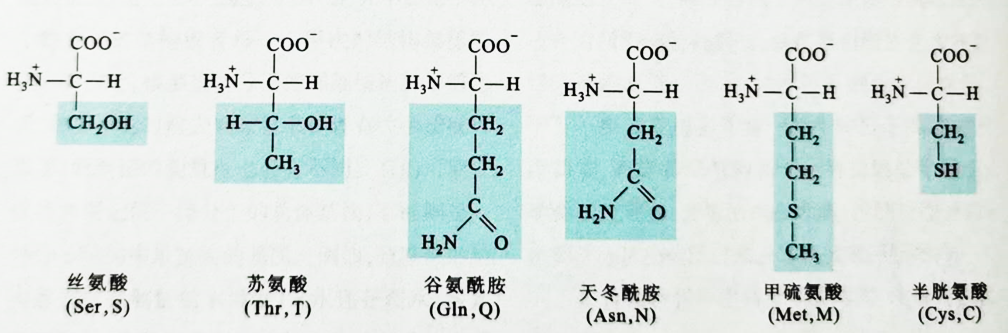 COO⁻
H₃N⁺—C—H
CH₂OH
丝氨酸
(Ser,S)
COO⁻
H₃N⁺—C—H
H—C—OH
CH₃
苏氨酸
(Thr,T)
COO⁻
H₃N⁺—C—H
CH₂
CH₂
C
H₂N O
谷氨酰胺
(Gln,Q)
COO⁻
H₃N⁺—C—H
CH₂
C
H₂N O
天冬酰胺
(Asn,N)
COO⁻
H₃N⁺—C—H
CH₂
CH₂
S
CH₃
甲硫氨酸
(Met,M)
COO⁻
H₃N⁺—C—H
CH₂
SH
半胱氨酸
(Cys,C)